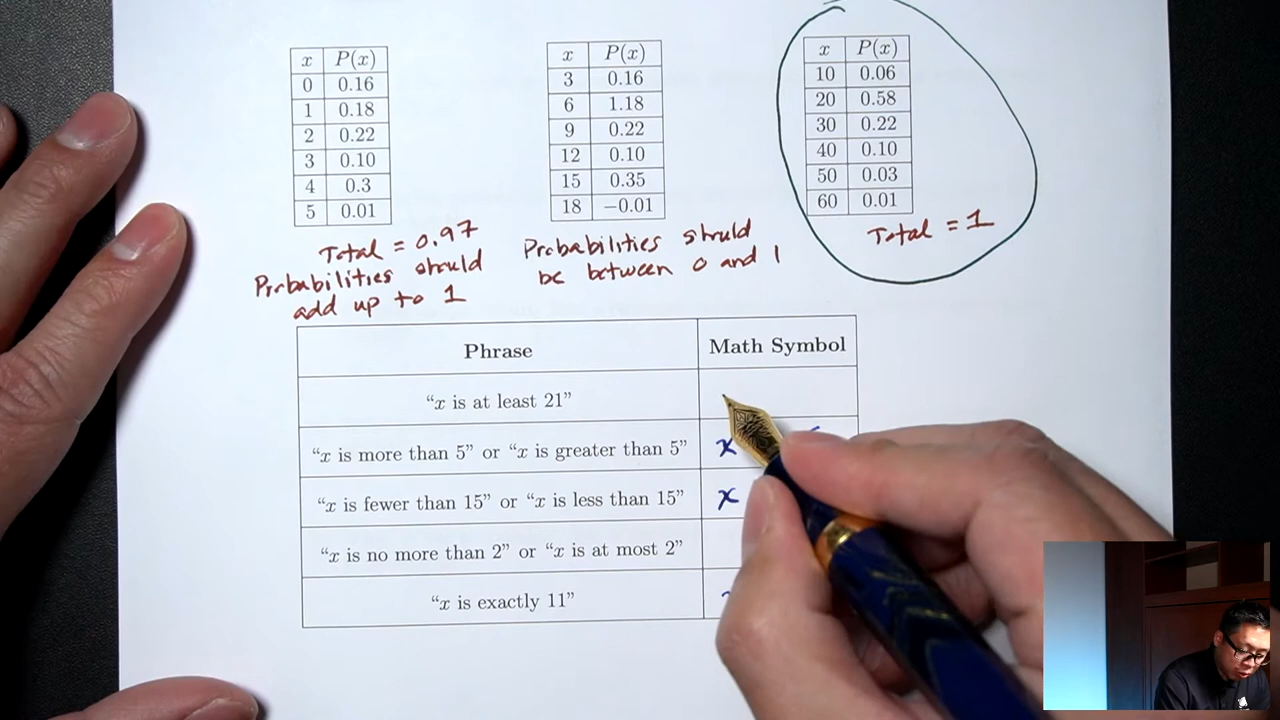 x P(x)
0 0.16
1 0.18
2 0.22
3 0.10
4 0.3
5 0.01
Total = 0.97
Probabilities should
add up to 1
x P(x)
3 0.16
6 1.18
9 0.22
12 0.10
15 0.35
18 −0.01
Probabilities should
be between 0 and 1
x P(x)
10 0.06
20 0.58
30 0.22
40 0.10
50 0.03
60 0.01
Total = 1
Phrase Math Symbol
“x is at least 21”
“x is more than 5” or “x is greater than 5” x
“x is fewer than 15” or “x is less than 15” x
“x is no more than 2” or “x is at most 2”
“x is exactly 11”